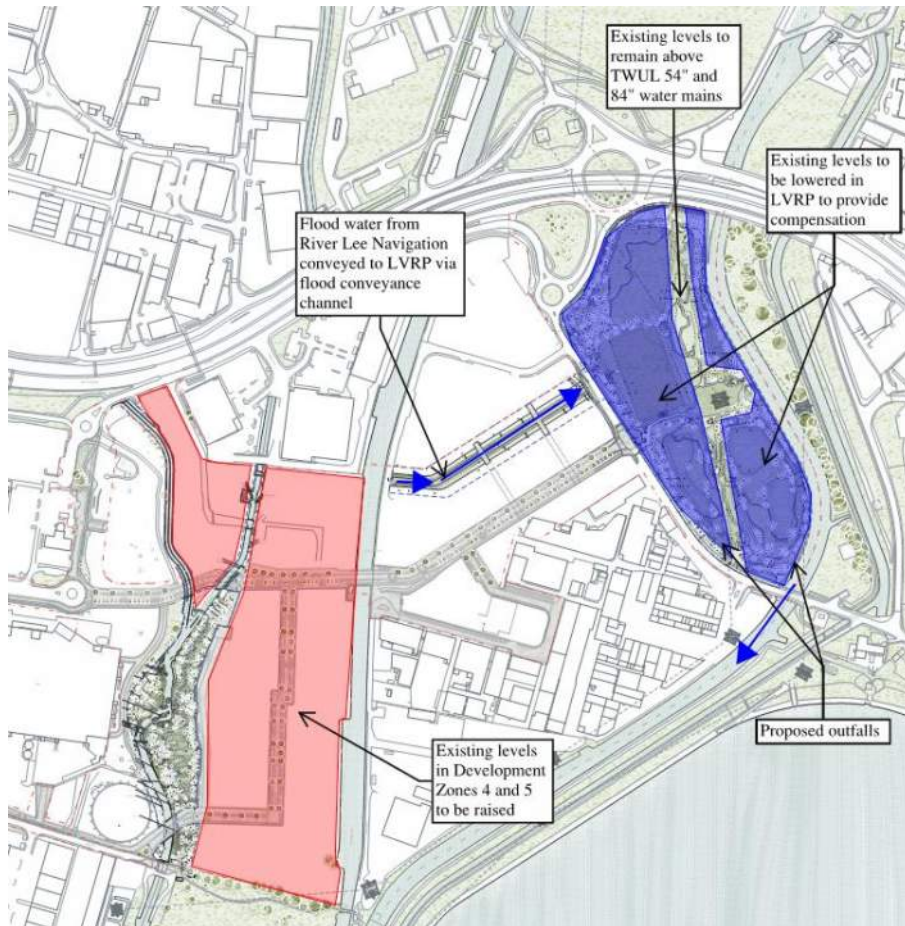 Existing levels to
remain above
TWUL 54" and
84" water mains
Existing levels to
be lowered in
LVRP to provide
compensation
Flood water from
River Lee Navigation
conveyed to LVRP via
flood conveyance
channel
Existing levels
in Development
Zones 4 and 5
to be raised
Proposed outfalls